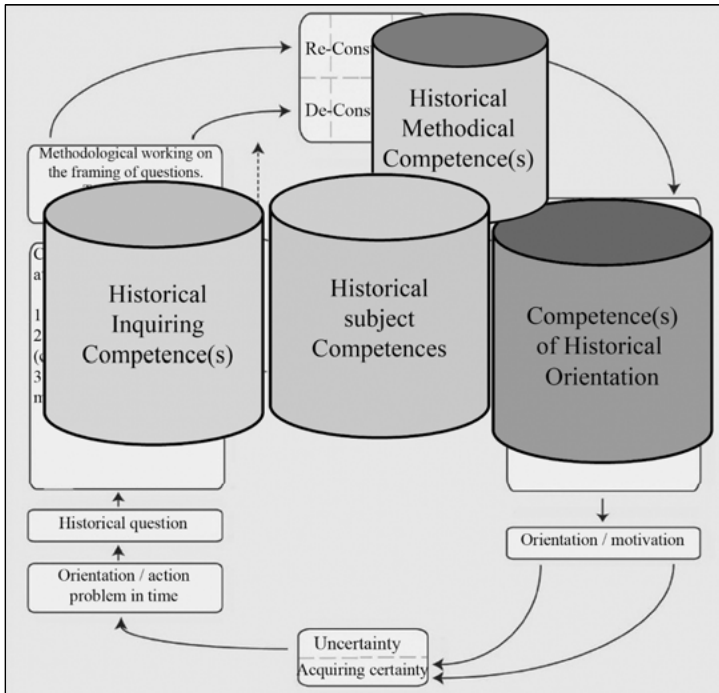 Re-Cons
De-Cons
Historical
Methodical
Competence(s)
Methodological working on
the framing of questions.
Historical
Inquiring
Competence(s)
Historical
subject
Competences
Competence(s)
of Historical
Orientation
C
a
1
2
(c
3
m
Historical question
Orientation / action
problem in time
Orientation / motivation
Uncertainty
Acquiring certainty